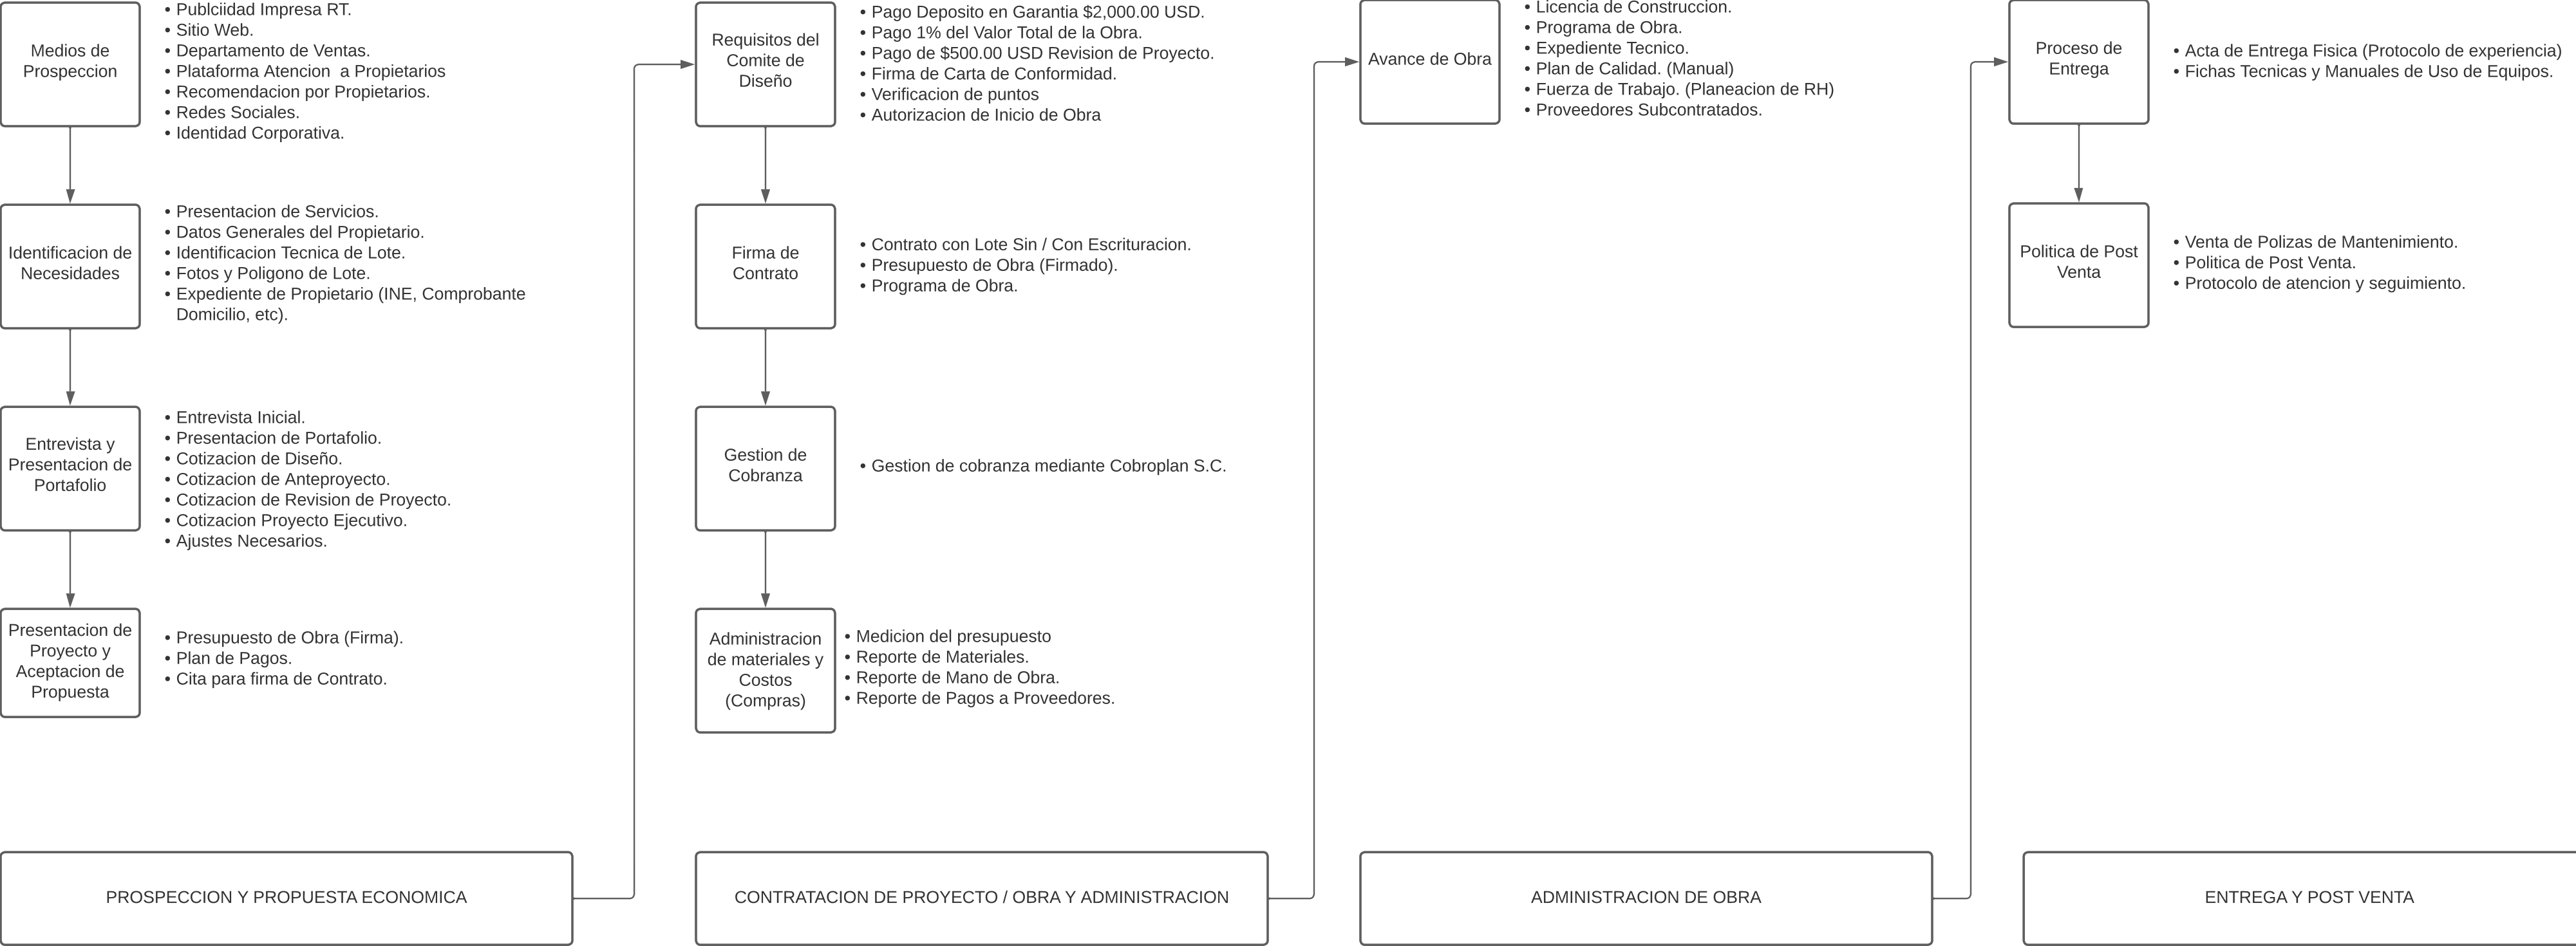 Medios de
Prospeccion
• Publciidad Impresa RT.
• Sitio Web.
• Departamento de Ventas.
• Plataforma Atencion  a Propietarios
• Recomendacion por Propietarios.
• Redes Sociales.
• Identidad Corporativa.
Identificacion de
Necesidades
• Presentacion de Servicios.
• Datos Generales del Propietario.
• Identificacion Tecnica de Lote.
• Fotos y Poligono de Lote.
• Expediente de Propietario (INE, Comprobante
Domicilio, etc).
Entrevista y
Presentacion de
Portafolio
• Entrevista Inicial.
• Presentacion de Portafolio.
• Cotizacion de Diseño.
• Cotizacion de Anteproyecto.
• Cotizacion de Revision de Proyecto.
• Cotizacion Proyecto Ejecutivo.
• Ajustes Necesarios.
Presentacion de
Proyecto y
Aceptacion de
Propuesta
• Presupuesto de Obra (Firma).
• Plan de Pagos.
• Cita para firma de Contrato.
PROSPECCION Y PROPUESTA ECONOMICA
Requisitos del
Comite de
Diseño
• Pago Deposito en Garantia $2,000.00 USD.
• Pago 1% del Valor Total de la Obra.
• Pago de $500.00 USD Revision de Proyecto.
• Firma de Carta de Conformidad.
• Verificacion de puntos
• Autorizacion de Inicio de Obra
Firma de
Contrato
• Contrato con Lote Sin / Con Escrituracion.
• Presupuesto de Obra (Firmado).
• Programa de Obra.
Gestion de
Cobranza
• Gestion de cobranza mediante Cobroplan S.C.
Administracion
de materiales y
Costos
(Compras)
• Medicion del presupuesto
• Reporte de Materiales.
• Reporte de Mano de Obra.
• Reporte de Pagos a Proveedores.
CONTRATACION DE PROYECTO / OBRA Y ADMINISTRACION
Avance de Obra
• Licencia de Construccion.
• Programa de Obra.
• Expediente Tecnico.
• Plan de Calidad. (Manual)
• Fuerza de Trabajo. (Planeacion de RH)
• Proveedores Subcontratados.
ADMINISTRACION DE OBRA
Proceso de
Entrega
• Acta de Entrega Fisica (Protocolo de experiencia)
• Fichas Tecnicas y Manuales de Uso de Equipos.
Politica de Post
Venta
• Venta de Polizas de Mantenimiento.
• Politica de Post Venta.
• Protocolo de atencion y seguimiento.
ENTREGA Y POST VENTA